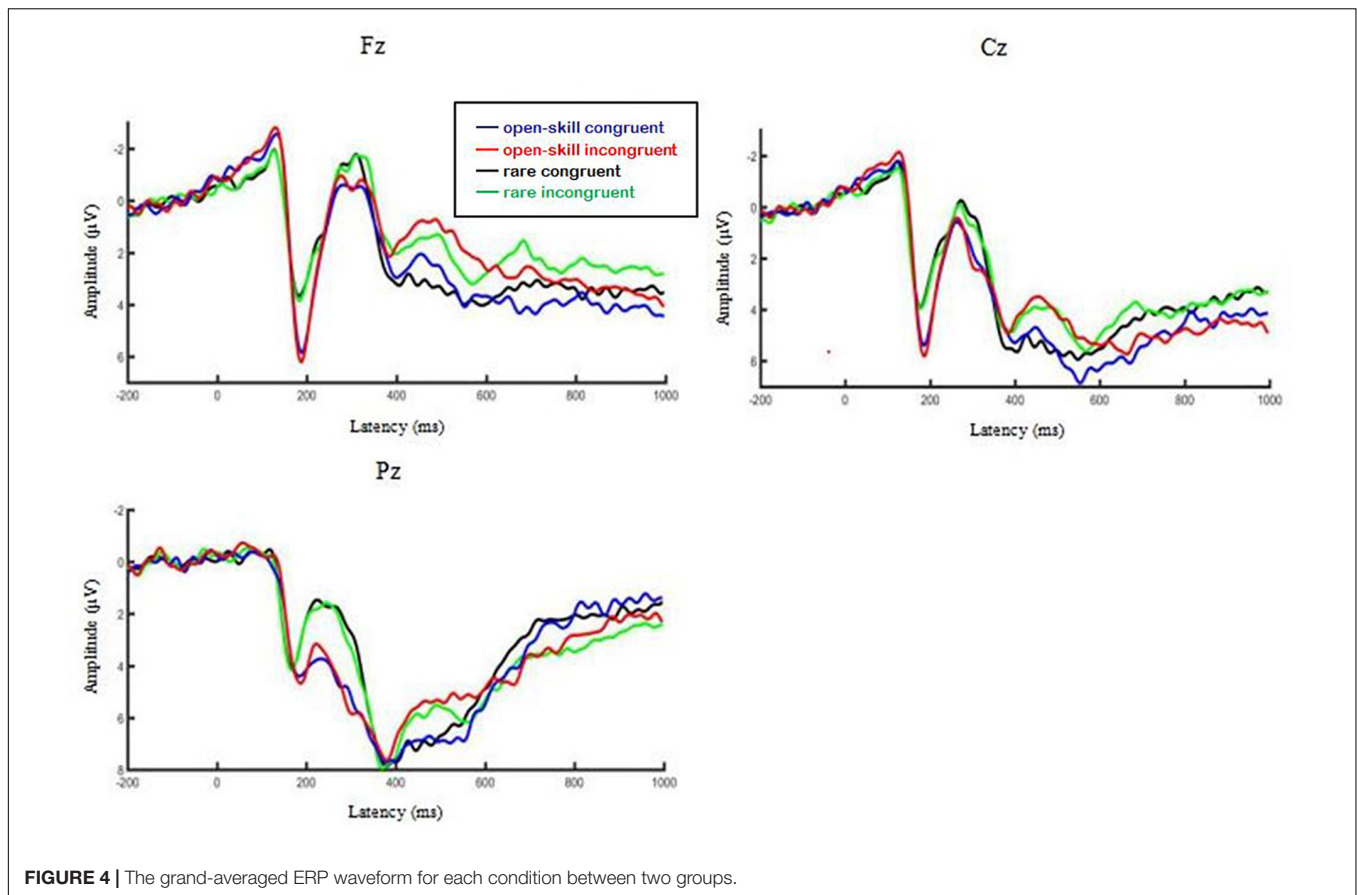 Fz
Cz
open-skill congruent
open-skill incongruent
rare congruent
rare incongruent
-2
0
2
4
6
Amplitude (μV)
-200 0 200 400 600 800 1000
Latency (ms)
-2
0
2
4
6
Amplitude (μV)
-200 0 200 400 600 800 1000
Latency (ms)
Pz
-2
0
2
4
6
8
Amplitude (μV)
-200 0 200 400 600 800 1000
Latency (ms)
FIGURE 4 | The grand-averaged ERP waveform for each condition between two groups.